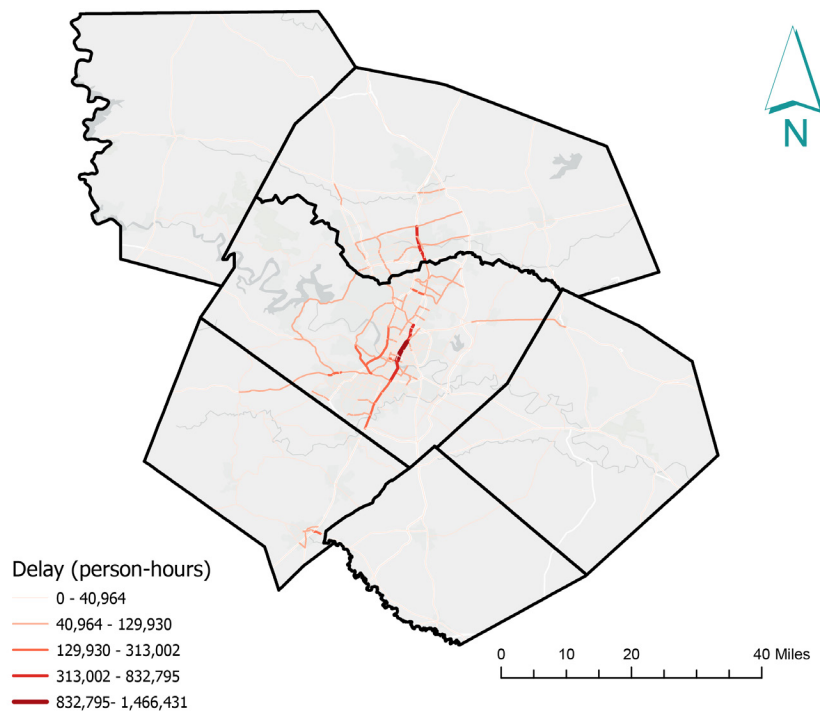 N
Delay (person-hours)
0 - 40,964
40,964 - 129,930
129,930 - 313,002
313,002 - 832,795
832,795- 1,466,431
0 10 20 40 Miles